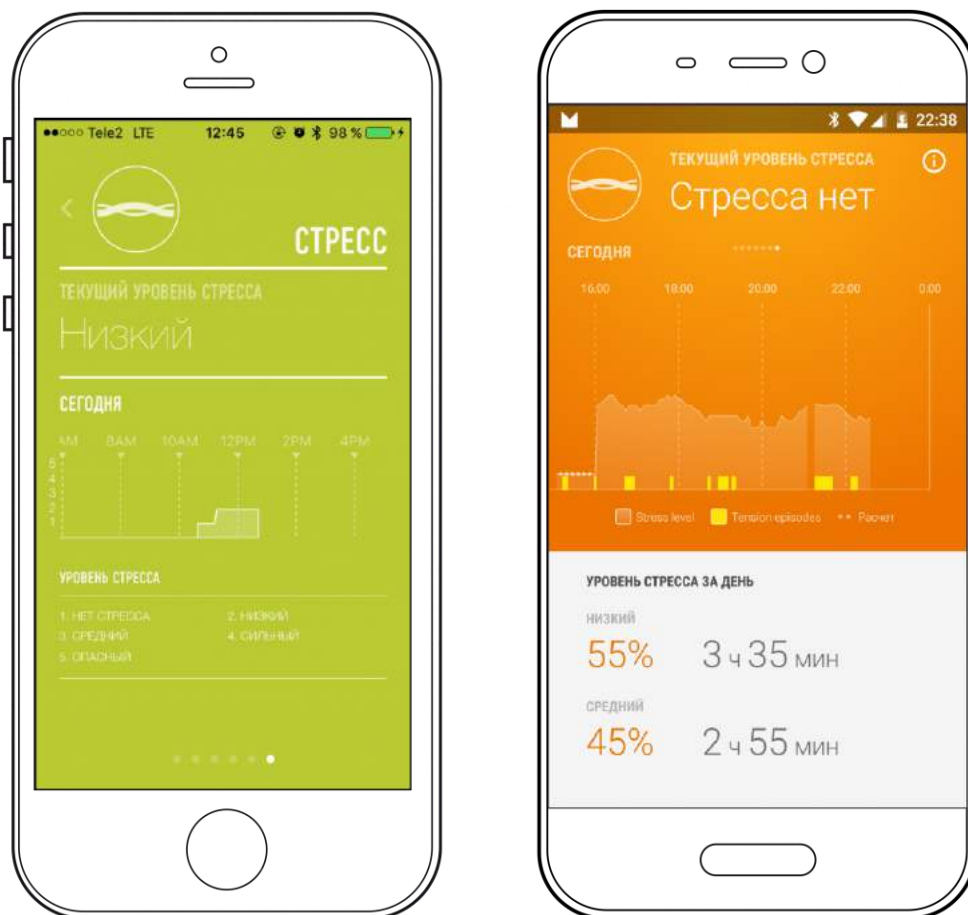 Tele2 LTE 12:45 98 %
СТРЕСС
ТЕКУЩИЙ УРОВЕНЬ СТРЕССА
Низкий
СЕГОДНЯ
AM 8AM 10AM 12PM 2PM 4PM
5
4
3
2
1
УРОВЕНЬ СТРЕССА
1. НЕТ СТРЕССА 2. НИЗКИЙ
3. СРЕДНИЙ 4. СИЛЬНЫЙ
5. ОПАСНЫЙ
22:38
ТЕКУЩИЙ УРОВЕНЬ СТРЕССА
Стресса нет
СЕГОДНЯ
16:00 18:00 20:00 22:00 0:00
Stress level Tension episodes Расчет
УРОВЕНЬ СТРЕССА ЗА ДЕНЬ
НИЗКИЙ
55% 3 ч 35 мин
СРЕДНИЙ
45% 2 ч 55 мин